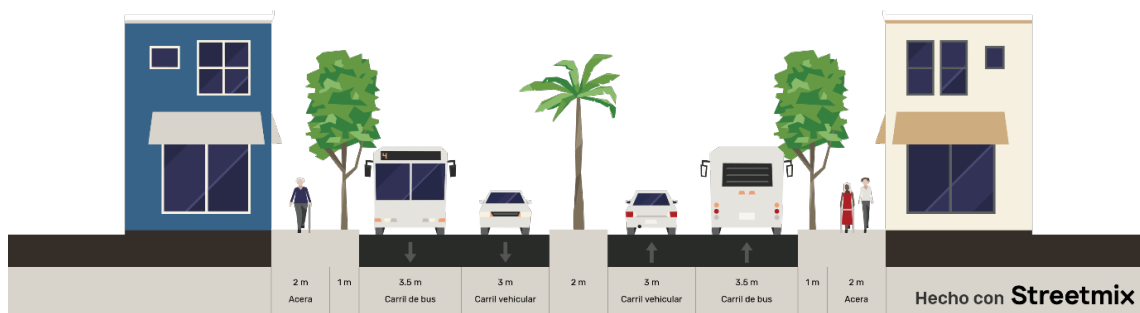 4
2 m
Acera
1 m
3.5 m
Carril de bus
3 m
Carril vehicular
2 m
3 m
Carril vehicular
3.5 m
Carril de bus
1 m
2 m
Acera
Hecho con Streetmix